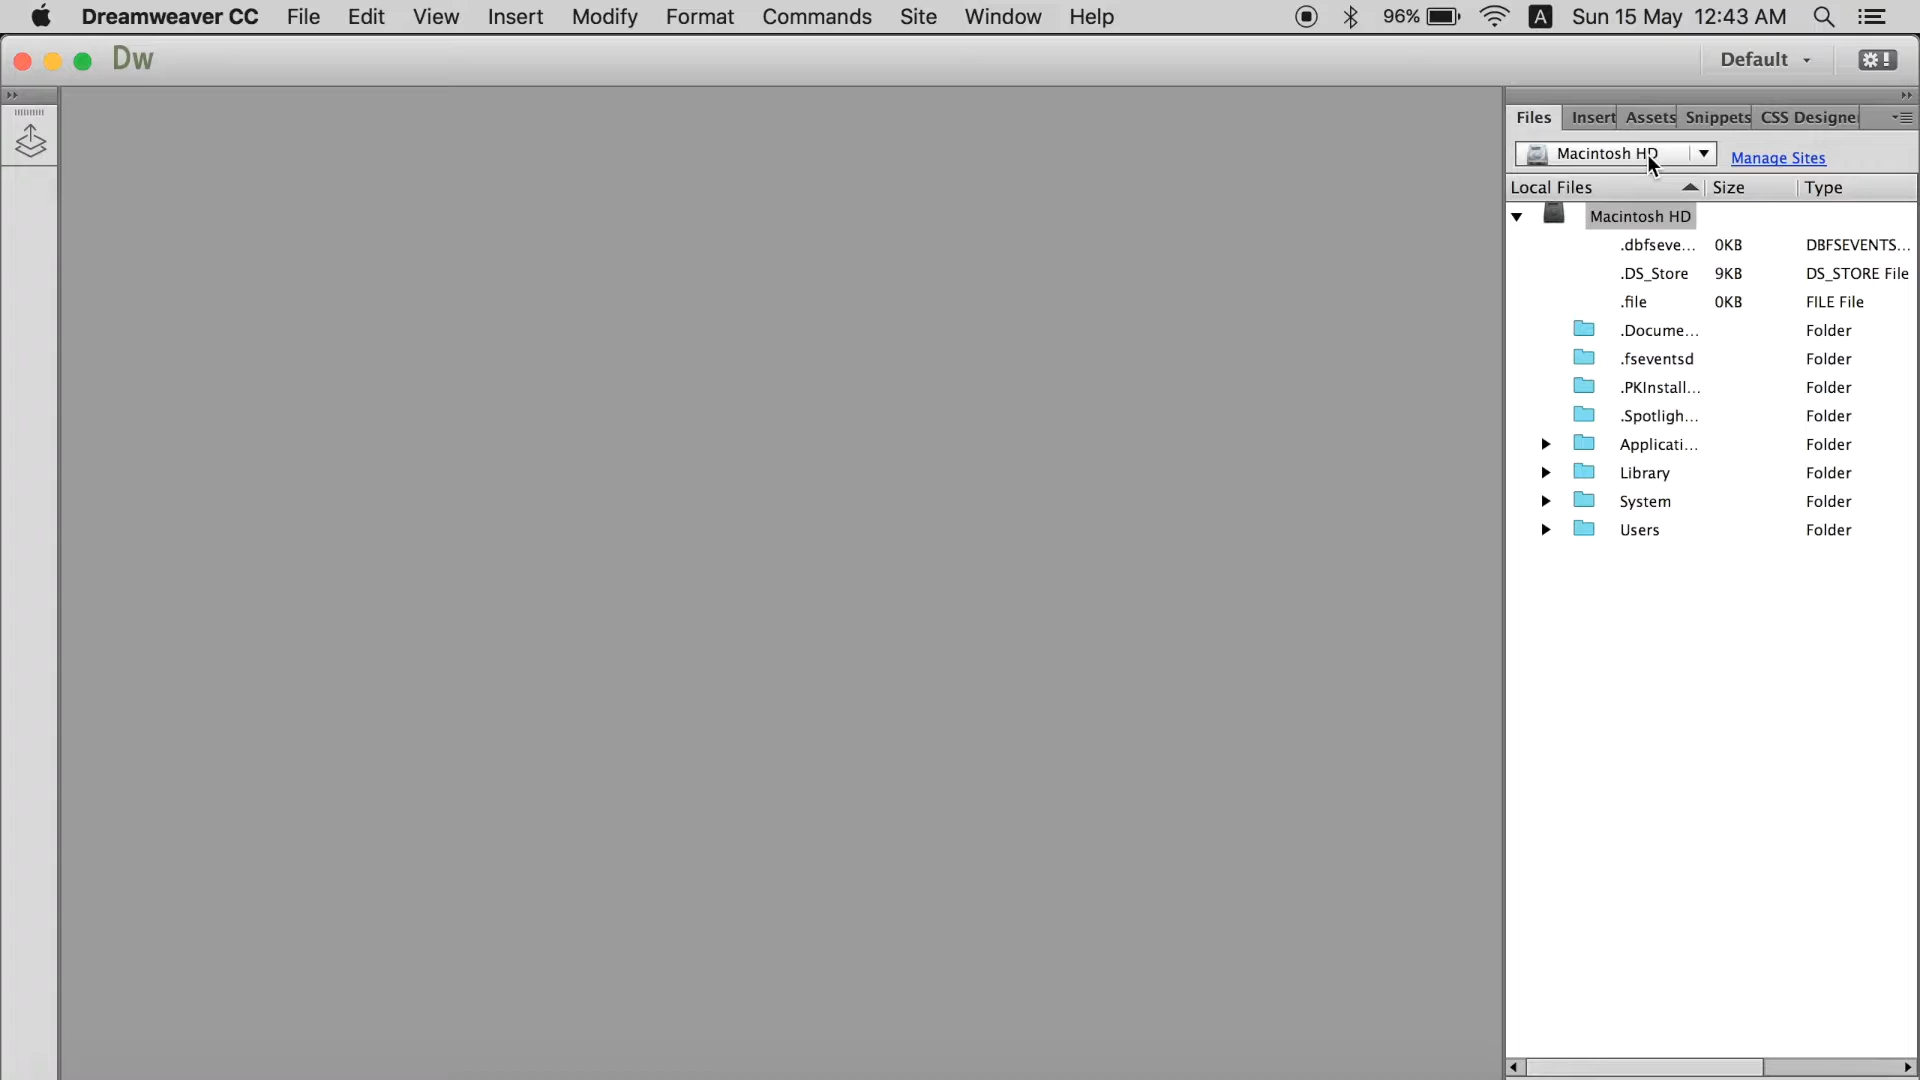 Dreamweaver CC File Edit View Insert Modify Format Commands Site Window Help 96% A Sun 15 May 12:43 AM
Dw Default
Files Insert Assets Snippets CSS Designe
Macintosh HD Manage Sites
Local Files Size Type
Macintosh HD
.dbfseve... 0KB DBFSEVENTS...
.DS_Store 9KB DS_STORE File
.file 0KB FILE File
.Docume... Folder
.fseventsd Folder
.PKInstall... Folder
.Spotligh... Folder
Applicati... Folder
Library Folder
System Folder
Users Folder